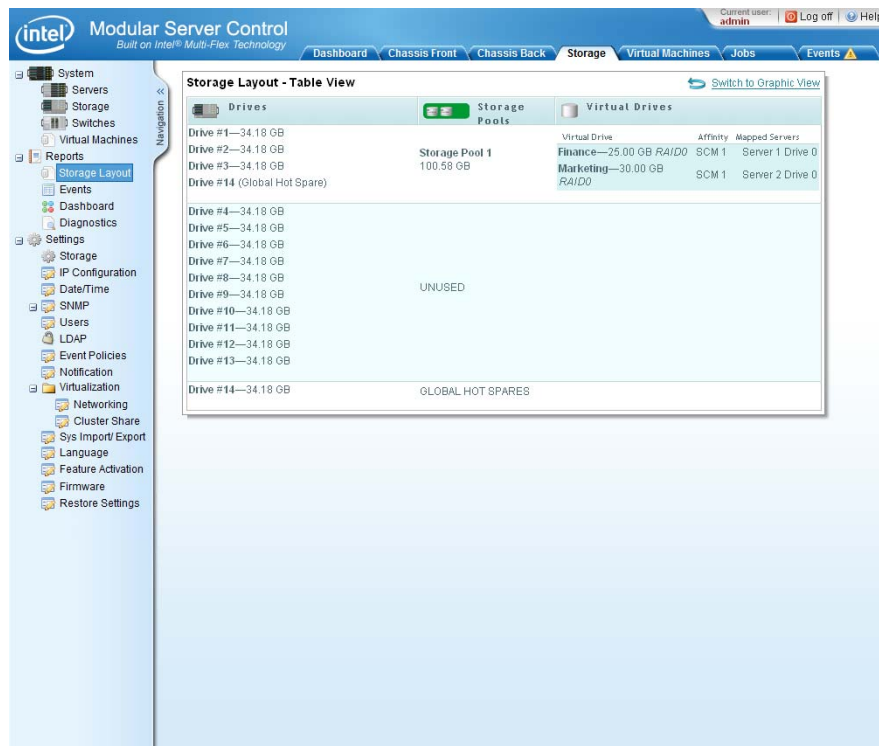 intel
Modular Server Control
Built on Intel® Multi-Flex Technology
Current user:
admin
Log off
Help
Dashboard
Chassis Front
Chassis Back
Storage
Virtual Machines
Jobs
Events
System
Servers
Storage
Switches
Virtual Machines
Reports
Storage Layout
Events
Dashboard
Diagnostics
Settings
Storage
IP Configuration
Date/Time
SNMP
Users
LDAP
Event Policies
Notification
Virtualization
Networking
Cluster Share
Sys Import/ Export
Language
Feature Activation
Firmware
Restore Settings
«
Navigation
Storage Layout - Table View
Switch to Graphic View
Drives
Storage Pools
Virtual Drives
Drive #1—34.18 GB
Drive #2—34.18 GB
Drive #3—34.18 GB
Drive #14 (Global Hot Spare)
Storage Pool 1
100.58 GB
Virtual Drive Affinity Mapped Servers
Finance—25.00 GB RAID0 SCM 1 Server 1 Drive 0
Marketing—30.00 GB
RAID0
SCM 1 Server 2 Drive 0
Drive #4—34.18 GB
Drive #5—34.18 GB
Drive #6—34.18 GB
Drive #7—34.18 GB
Drive #8—34.18 GB
Drive #9—34.18 GB
Drive #10—34.18 GB
Drive #11—34.18 GB
Drive #12—34.18 GB
Drive #13—34.18 GB
UNUSED
Drive #14—34.18 GB
GLOBAL HOT SPARES